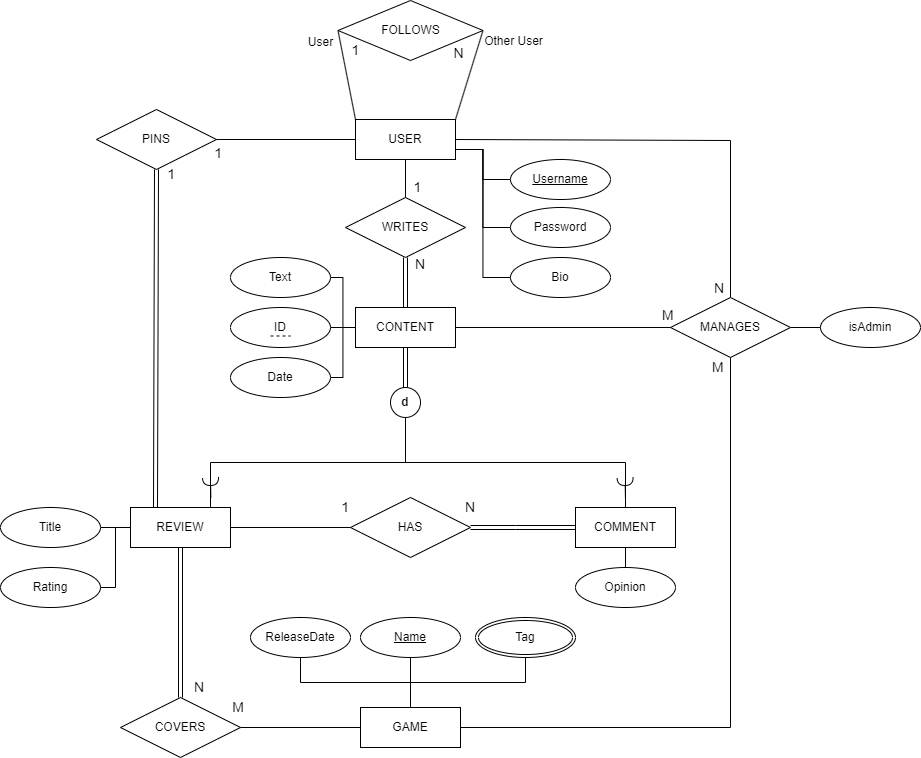 FOLLOWS
User
1
N
Other User
PINS
1
1
USER
Username
Password
Bio
1
WRITES
N
Text
ID
Date
CONTENT
M
N
MANAGES
M
isAdmin
d
Title
Rating
REVIEW
1
HAS
N
COMMENT
Opinion
ReleaseDate
Name
Tag
N
COVERS
M
GAME